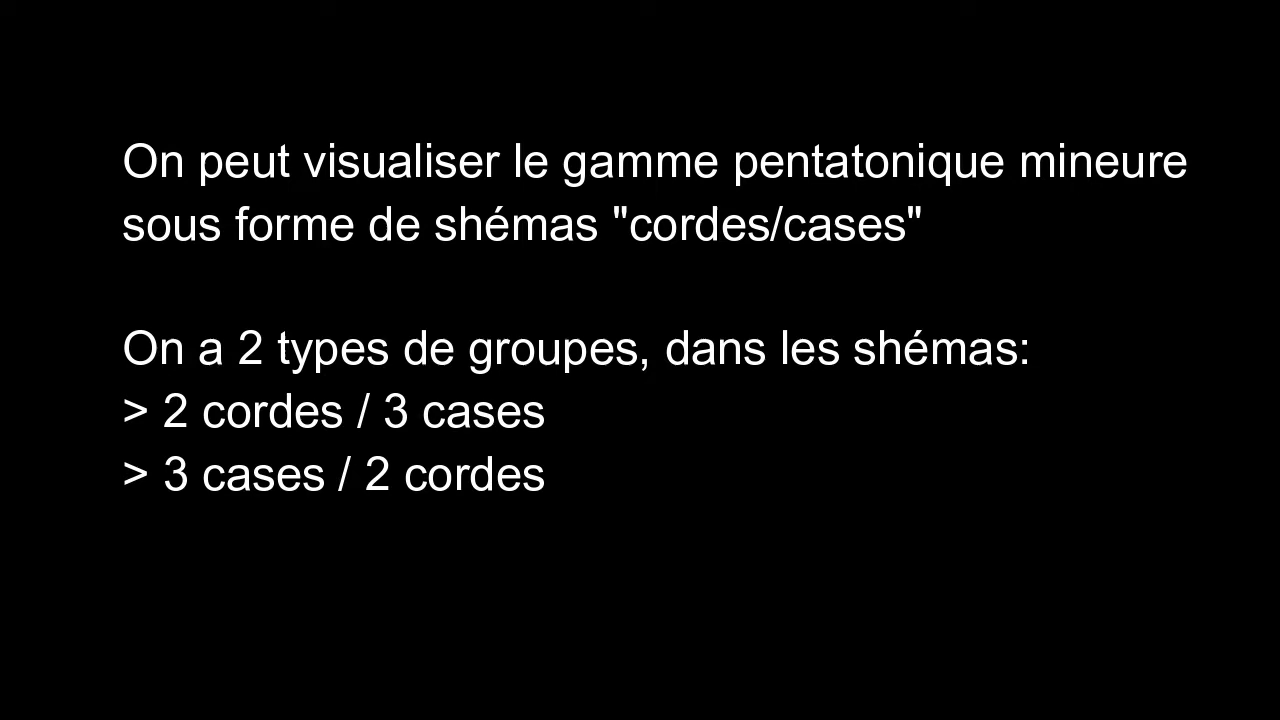 On peut visualiser le gamme pentatonique mineure
sous forme de shémas "cordes/cases"
On a 2 types de groupes, dans les shémas:
> 2 cordes / 3 cases
> 3 cases / 2 cordes